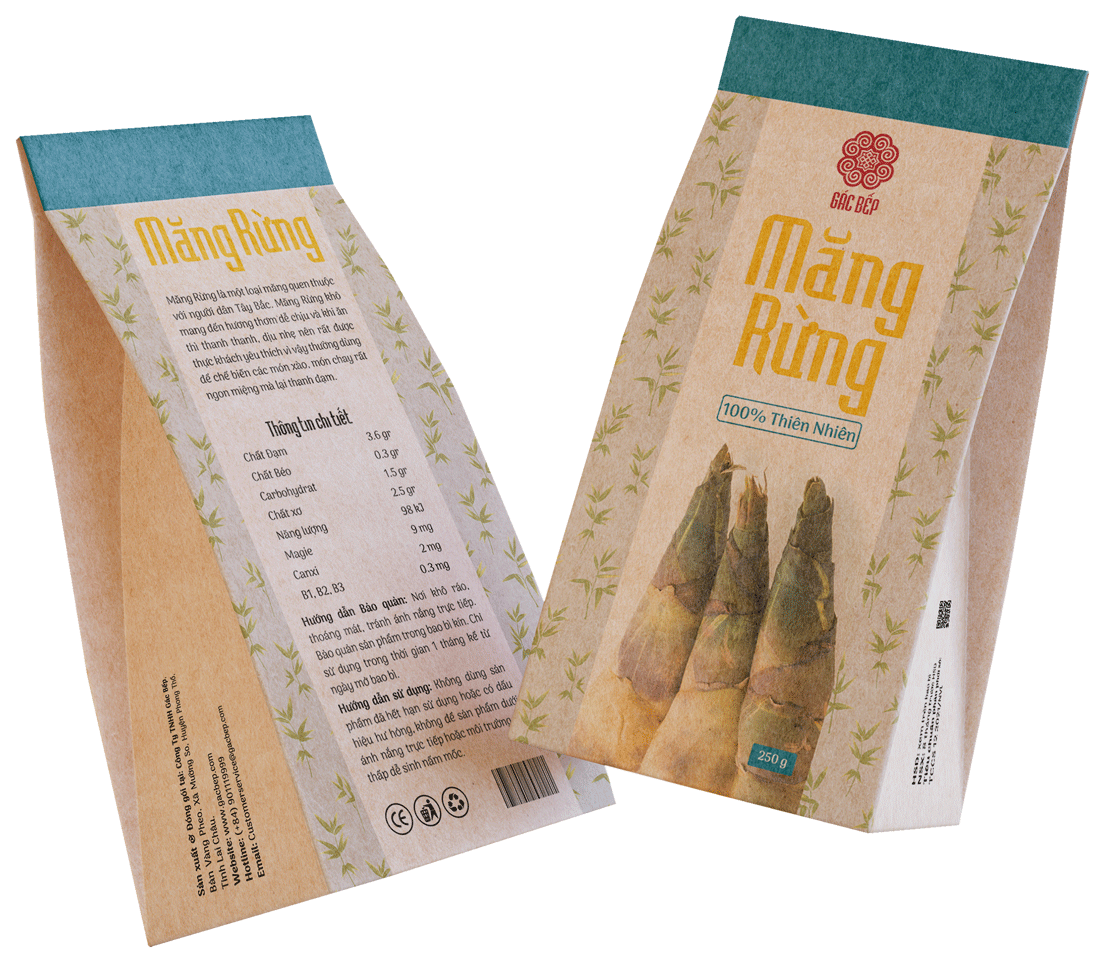 Măng Rừng
Măng Rừng là một loại măng quen thuộc
với người dân Tây Bắc. Măng Rừng khô
mang đến hương thơm dễ chịu và khi ăn
thì thanh thanh, dịu nhẹ nên rất được
thực khách yêu thích vì vậy thường dùng
để chế biến các món xào, món chay rất
ngon miệng mà lại thanh đạm.
Thông tin chi tiết
Chất Đạm 3.6 gr
Chất Béo 0.3 gr
Carbohydrat 1.5 gr
Chất xơ 2.5 gr
Năng lượng 98 kJ
Magie 9 mg
Canxi 2 mg
B1, B2, B3 0.3 mg
Hướng dẫn Bảo quản: Nơi khô ráo,
thoáng mát, tránh ánh nắng trực tiếp.
Bảo quản sản phẩm trong bao bì kín. Chỉ
sử dụng trong thời gian 1 tháng kể từ
ngày mở bao bì.
Hướng dẫn sử dụng: Không dùng sản
phẩm đã hết hạn sử dụng hoặc có dấu
hiệu hư hỏng, không để sản phẩm dưới
ánh nắng trực tiếp hoặc môi trường
thấp dễ sinh nấm mốc.
CE
Sản xuất & Đóng gói tại: Công Ty TNHH Gác Bếp.
Bản Vàng Pheo, Xã Mường So, Huyện Phong Thổ,
Tỉnh Lai Châu.
Website: www.gacbep.com
Hotline: (+84) 901119999
Email: Customerservice@gacbep.com
GÁC BẾP
Măng
Rừng
100% Thiên Nhiên
250 g
HSD:
NSX: Xem trên bao bì
TCCS 12 2021/NVL